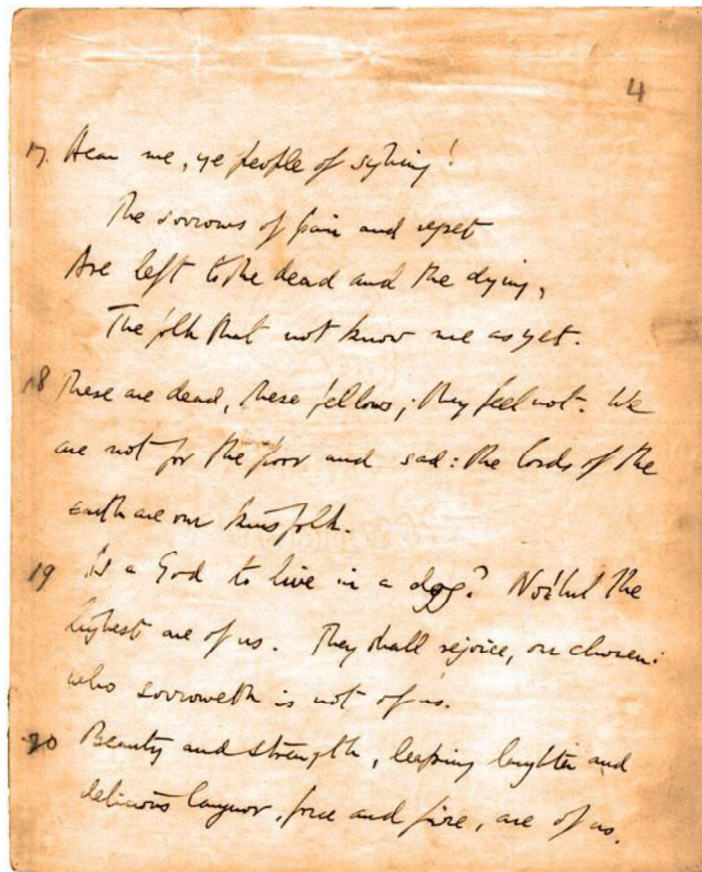 4
17. Hear me, ye people of sighing!
The sorrows of pain and regret
Are left to the dead and the dying,
The folk that not know me as yet.
18 These are dead, these fellows; they feel not. We
are not for the poor and sad: the lords of the
earth are our kinsfolk.
19 Is a God to live in a dog? No! but the
highest are of us. They shall rejoice, our chosen:
who sorroweth is not of us.
20 Beauty and strength, leaping laughter and
delicious languor, force and fire, are of us.